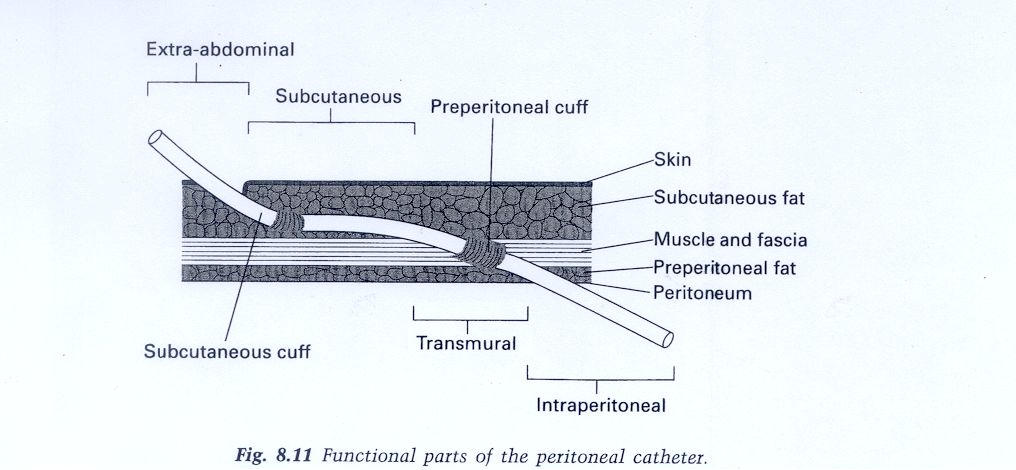 Extra-abdominal
Subcutaneous
Preperitoneal cuff
Skin
Subcutaneous fat
Muscle and fascia
Preperitoneal fat
Peritoneum
Subcutaneous cuff
Transmural
Intraperitoneal
Fig. 8.11 Functional parts of the peritoneal catheter.